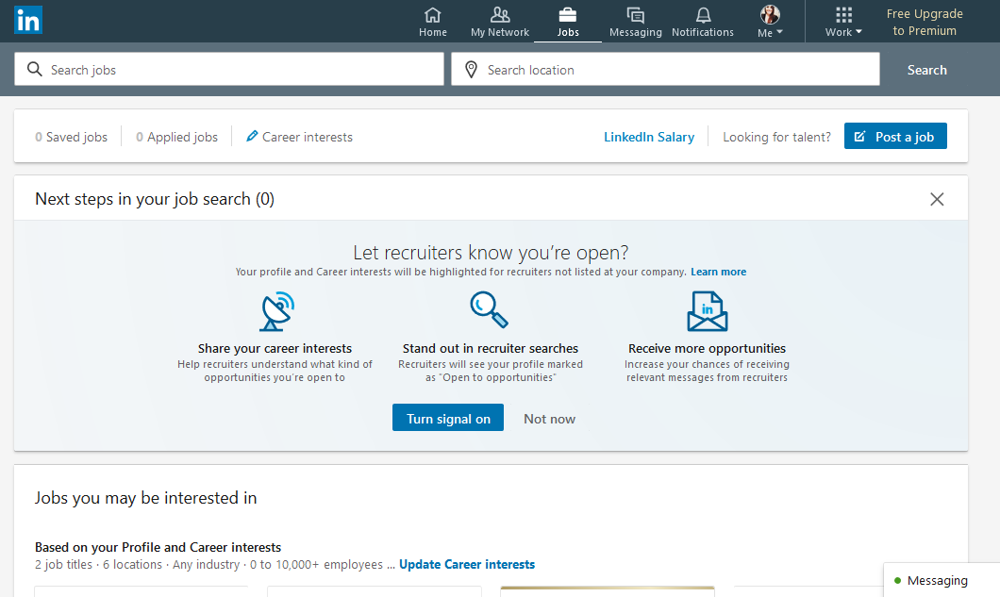 in
Home
My Network
Jobs
Messaging
Notifications
Me
Work
Free Upgrade
to Premium
Search jobs
Search location
Search
0 Saved jobs
0 Applied jobs
Career interests
LinkedIn Salary
Looking for talent?
Post a job
Next steps in your job search (0)
Let recruiters know you're open?
Your profile and Career interests will be highlighted for recruiters not listed at your company. Learn more
in
Share your career interests
Help recruiters understand what kind of
opportunities you're open to
Stand out in recruiter searches
Recruiters will see your profile marked
as "Open to opportunities"
Receive more opportunities
Increase your chances of receiving
relevant messages from recruiters
Turn signal on
Not now
Jobs you may be interested in
Based on your Profile and Career interests
2 job titles · 6 locations · Any industry · 0 to 10,000+ employees ... Update Career interests
Messaging